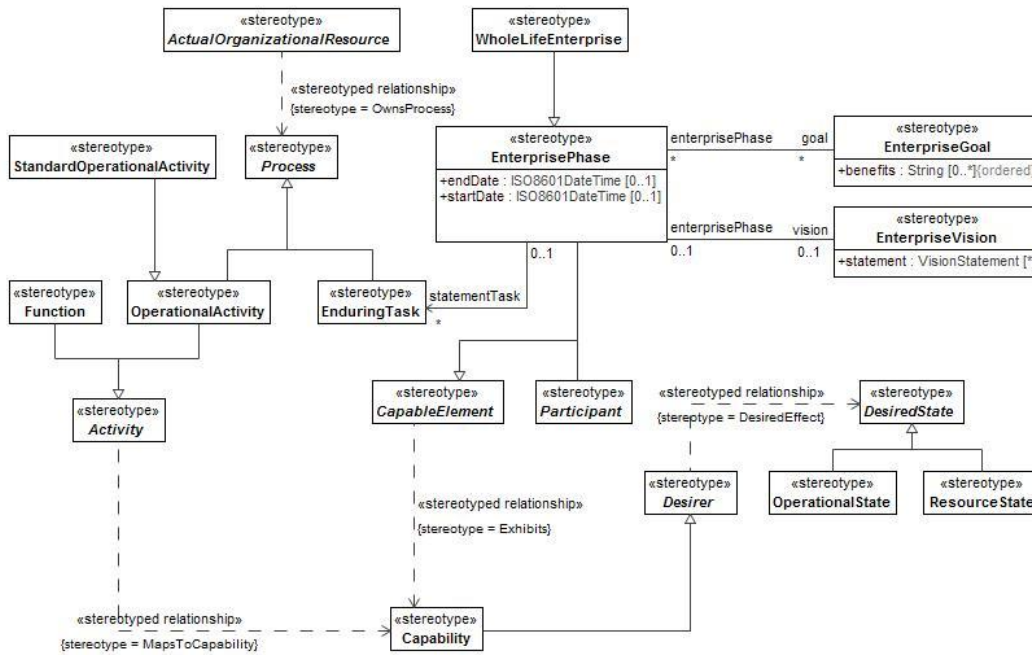 «stereotype»
ActualOrganizationalResource
«stereotype»
WholeLifeEnterprise
«stereotyped relationship»
{stereotype = OwnsProcess}
«stereotype»
StandardOperationalActivity
«stereotype»
Process
«stereotype»
EnterprisePhase
+endDate : ISO8601DateTime [0..1]
+startDate : ISO8601DateTime [0..1]
enterprisePhase
*
goal
*
«stereotype»
EnterpriseGoal
+benefits : String [0..*]{ordered}
enterprisePhase
0..1
vision
0..1
«stereotype»
EnterpriseVision
+statement : VisionStatement [*
0..1
statementTask
*
«stereotype»
Function
«stereotype»
OperationalActivity
«stereotype»
EnduringTask
«stereotype»
Activity
«stereotype»
CapableElement
«stereotype»
Participant
«stereotyped relationship»
{stereotype = DesiredEffect}
«stereotype»
DesiredState
«stereotype»
Desirer
«stereotype»
OperationalState
«stereotype»
ResourceState
«stereotyped relationship»
{stereotype = Exhibits}
«stereotyped relationship»
{stereotype = MapsToCapability}
«stereotype»
Capability